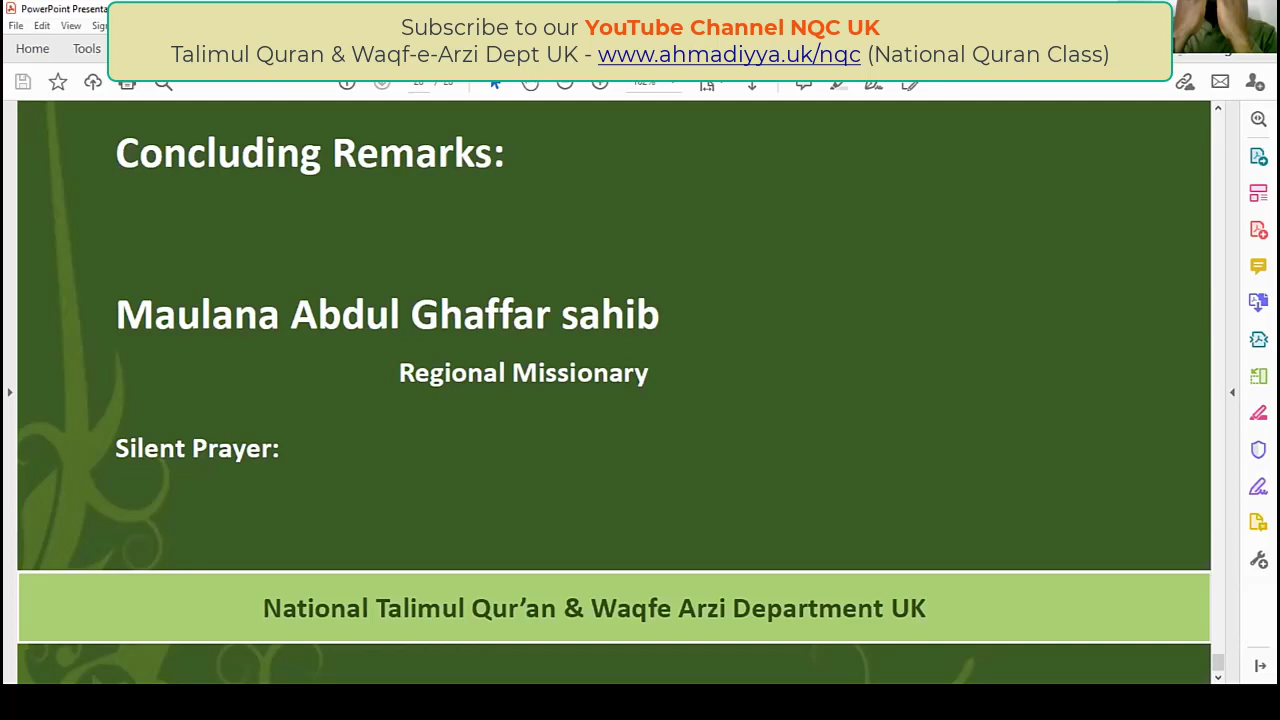 PowerPoint Presenta
Subscribe to our YouTube Channel NQC UK
File Edit View
Talimul Quran & Waqf-e-Arzi Dept UK - www.ahmadiyya.uk/nqc (National Quran Class)
Home Tools
Concluding Remarks:
Maulana Abdul Ghaffar sahib
Regional Missionary
Silent Prayer:
National Talimul Qur’an & Waqfe Arzi Department UK